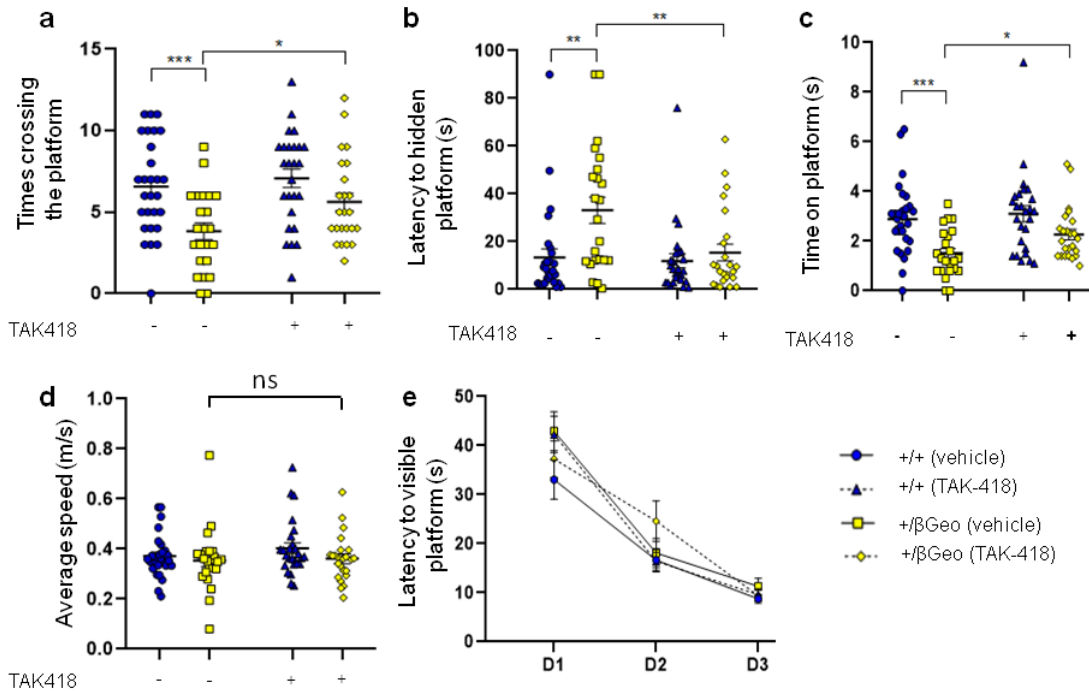 a
Times crossing
the platform
15
10
5
0
***
*
TAK418 - - + +
b
Latency to hidden
platform (s)
100
80
60
40
20
0
**
**
TAK418 - - + +
c
Time on platform (s)
10
8
6
4
2
0
***
*
TAK418 - - + +
d
Average speed (m/s)
1.0
0.8
0.6
0.4
0.2
0.0
ns
TAK418 - - + +
e
Latency to visible
platform (s)
50
40
30
20
10
0
D1 D2 D3
+/+ (vehicle)
+/+ (TAK-418)
+/βGeo (vehicle)
+/βGeo (TAK-418)